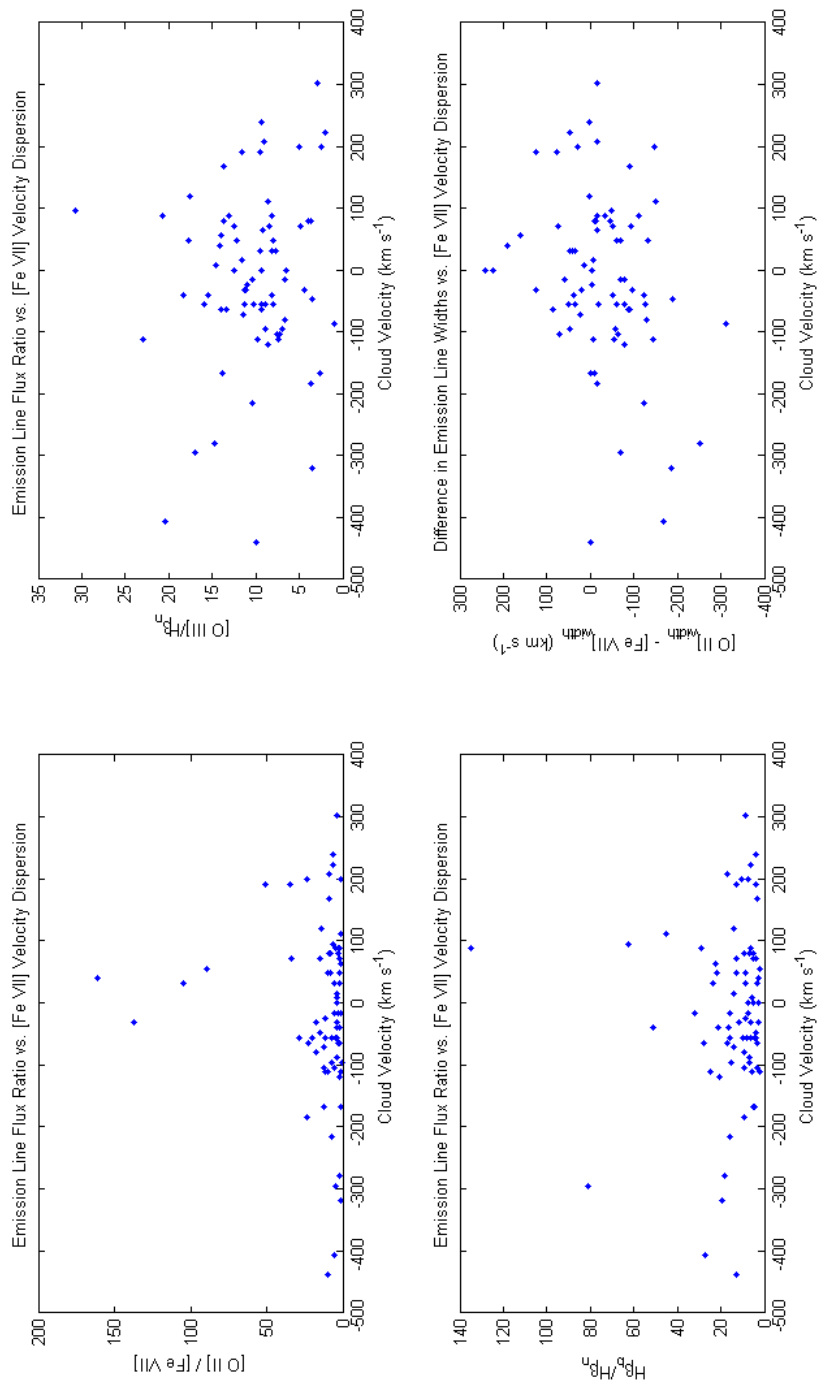 Emission Line Flux Ratio vs. [Fe VII] Velocity Dispersion
[O II] / [Fe VII]
200
150
100
50
0
-500 -400 -300 -200 -100 0 100 200 300 400
Cloud Velocity (km s⁻¹)
Emission Line Flux Ratio vs. [Fe VII] Velocity Dispersion
[O III]/Hβₙ
35
30
25
20
15
10
5
0
-500 -400 -300 -200 -100 0 100 200 300 400
Cloud Velocity (km s⁻¹)
Emission Line Flux Ratio vs. [Fe VII] Velocity Dispersion
Hβ_b/Hβ_n
140
120
100
80
60
40
20
0
-500 -400 -300 -200 -100 0 100 200 300 400
Cloud Velocity (km s⁻¹)
Difference in Emission Line Widths vs. [Fe VII] Velocity Dispersion
[O II]_width - [Fe VII]_width (km s⁻¹)
300
200
100
0
-100
-200
-300
-400
-500 -400 -300 -200 -100 0 100 200 300 400
Cloud Velocity (km s⁻¹)